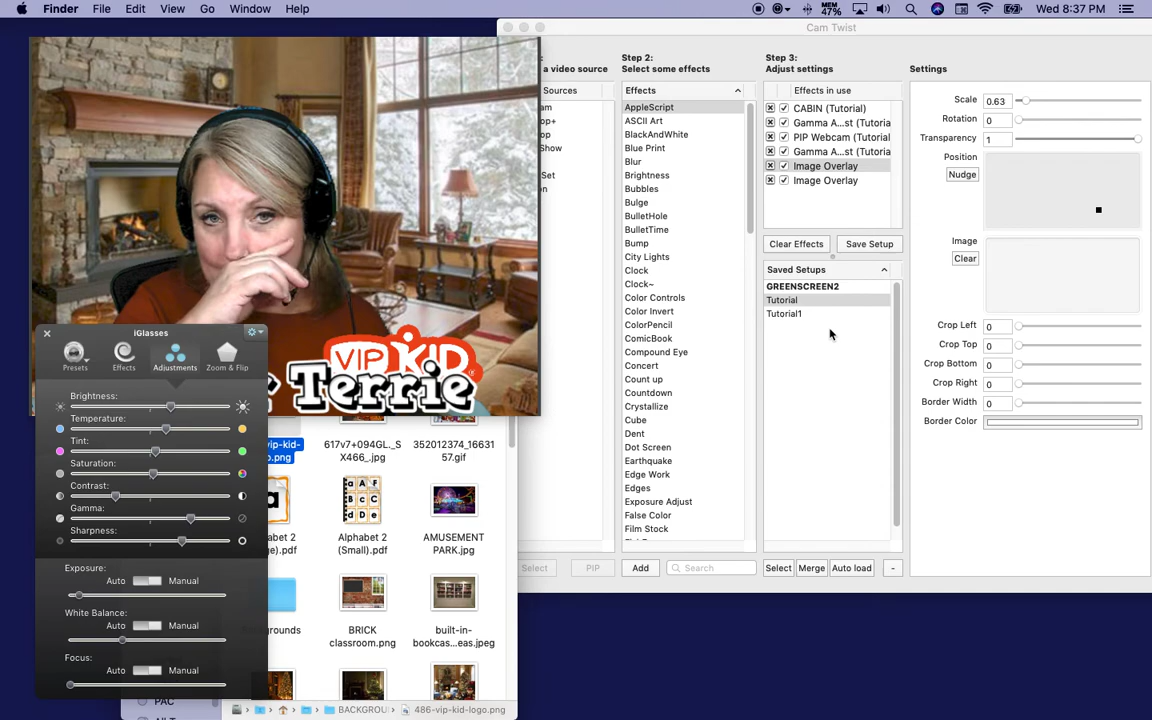 Finder File Edit View Go Window Help
MEM
47%
Wed 8:37 PM
Cam Twist
Step 2:
Step 3:
a video source
Select some effects
Adjust settings
Settings
Sources
Effects
Effects in use
AppleScript
ASCII Art
BlackAndWhite
Blue Print
Blur
Brightness
Bubbles
Bulge
BulletHole
BulletTime
Bump
City Lights
Clock
Clock~
Color Controls
Color Invert
ColorPencil
ComicBook
Compound Eye
Concert
Count up
Countdown
Crystallize
Cube
Dent
Dot Screen
Earthquake
Edge Work
Edges
Exposure Adjust
False Color
Film Stock
Select PIP Add Search
CABIN (Tutorial)
Gamma A...st (Tutoria
PIP Webcam (Tutorial
Gamma A...st (Tutoria
Image Overlay
Image Overlay
Clear Effects Save Setup
Saved Setups
GREENSCREEN2
Tutorial
Tutorial1
Select Merge Auto load -
Scale 0.63
Rotation 0
Transparency 1
Position
Nudge
Image
Clear
Crop Left 0
Crop Top 0
Crop Bottom 0
Crop Right 0
Border Width 0
Border Color
VIPKID
Terrie
iGlasses
Presets Effects Adjustments Zoom & Flip
Brightness:
Temperature:
Tint:
Saturation:
Contrast:
Gamma:
Sharpness:
Exposure:
Auto Manual
White Balance:
Auto Manual
Focus:
Auto Manual
vip-kid-
617v7+094GL._S
X466_.jpg
352012374_16631
57.gif
Alphabet 2
(Small).pdf
AMUSEMENT
PARK.jpg
BRICK
classroom.png
built-in-
bookcas...eas.jpeg
PAC
BACKGROU
486-vip-kid-logo.png